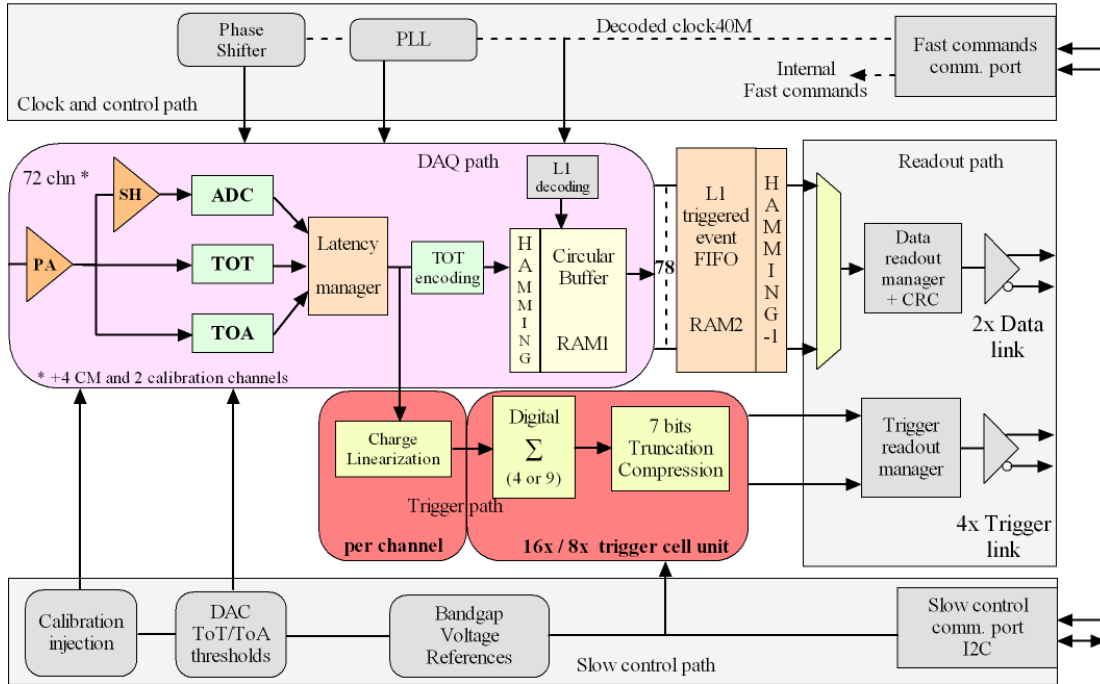 Phase
Shifter
PLL
Decoded clock40M
Fast commands
comm. port
Internal
Fast commands
Clock and control path
DAQ path
72 chn *
PA
SH
ADC
TOT
TOA
Latency
manager
TOT
encoding
L1
decoding
H
A
M
M
I
N
G
Circular
Buffer
RAM1
* +4 CM and 2 calibration channels
78
L1
triggered
event
FIFO
RAM2
H
A
M
M
I
N
G
-1
Readout path
Data
readout
manager
+ CRC
2x Data
link
Charge
Linearization
Digital
Σ
(4 or 9)
7 bits
Truncation
Compression
Trigger path
per channel
16x / 8x trigger cell unit
Trigger
readout
manager
4x Trigger
link
Calibration
injection
DAC
ToT/ToA
thresholds
Bandgap
Voltage
References
Slow control path
Slow control
comm. port
I2C